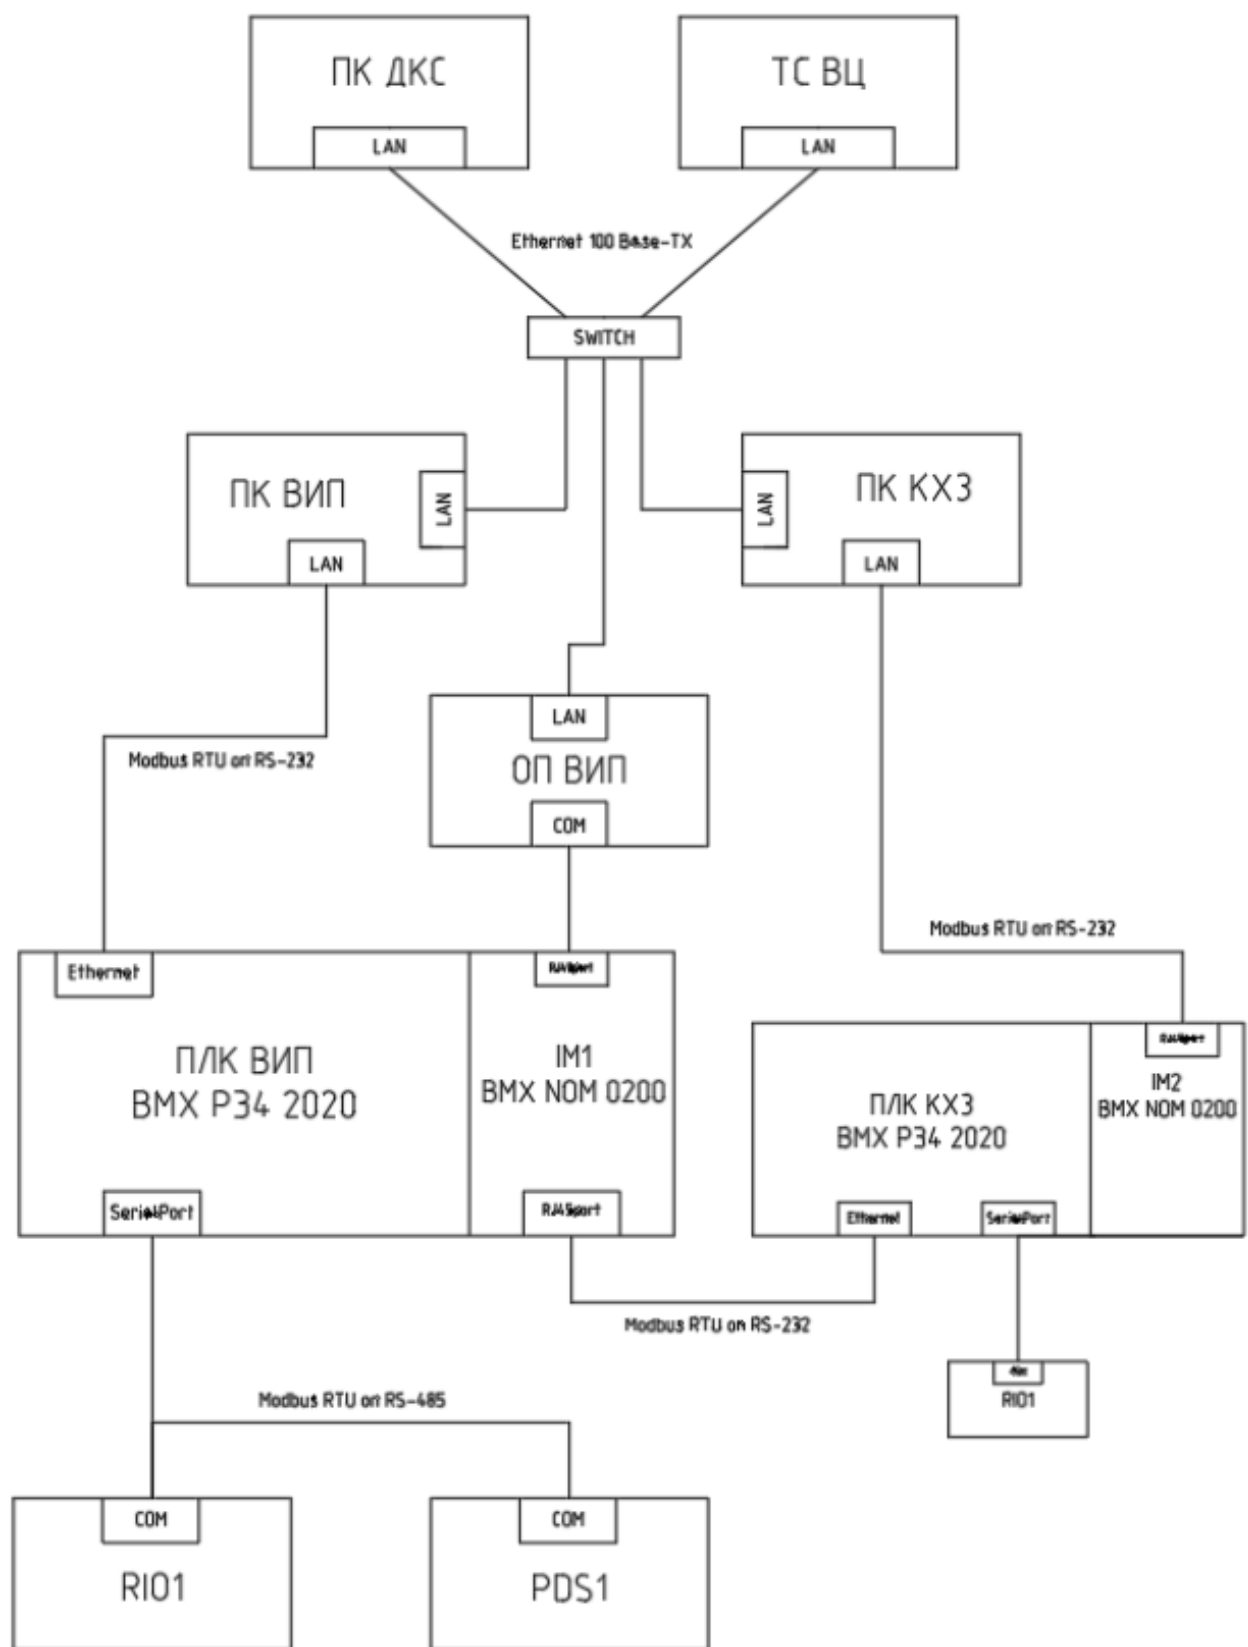 ПК ДКС
ТС ВЦ
LAN
LAN
Ethernet 100 Base-TX
SWITCH
ПК ВИП
LAN
LAN
ПК КХЗ
LAN
LAN
Modbus RTU on RS-232
LAN
ОП ВИП
COM
Modbus RTU on RS-232
Ethernet
ПЛК ВИП
BMX P34 2020
IM1
BMX NOM 0200
SerialPort
RJ45port
ПЛК КХЗ
BMX P34 2020
IM2
BMX NOM 0200
Ethernet
SerialPort
Modbus RTU on RS-232
RIO1
Modbus RTU on RS-485
COM
RIO1
COM
PDS1